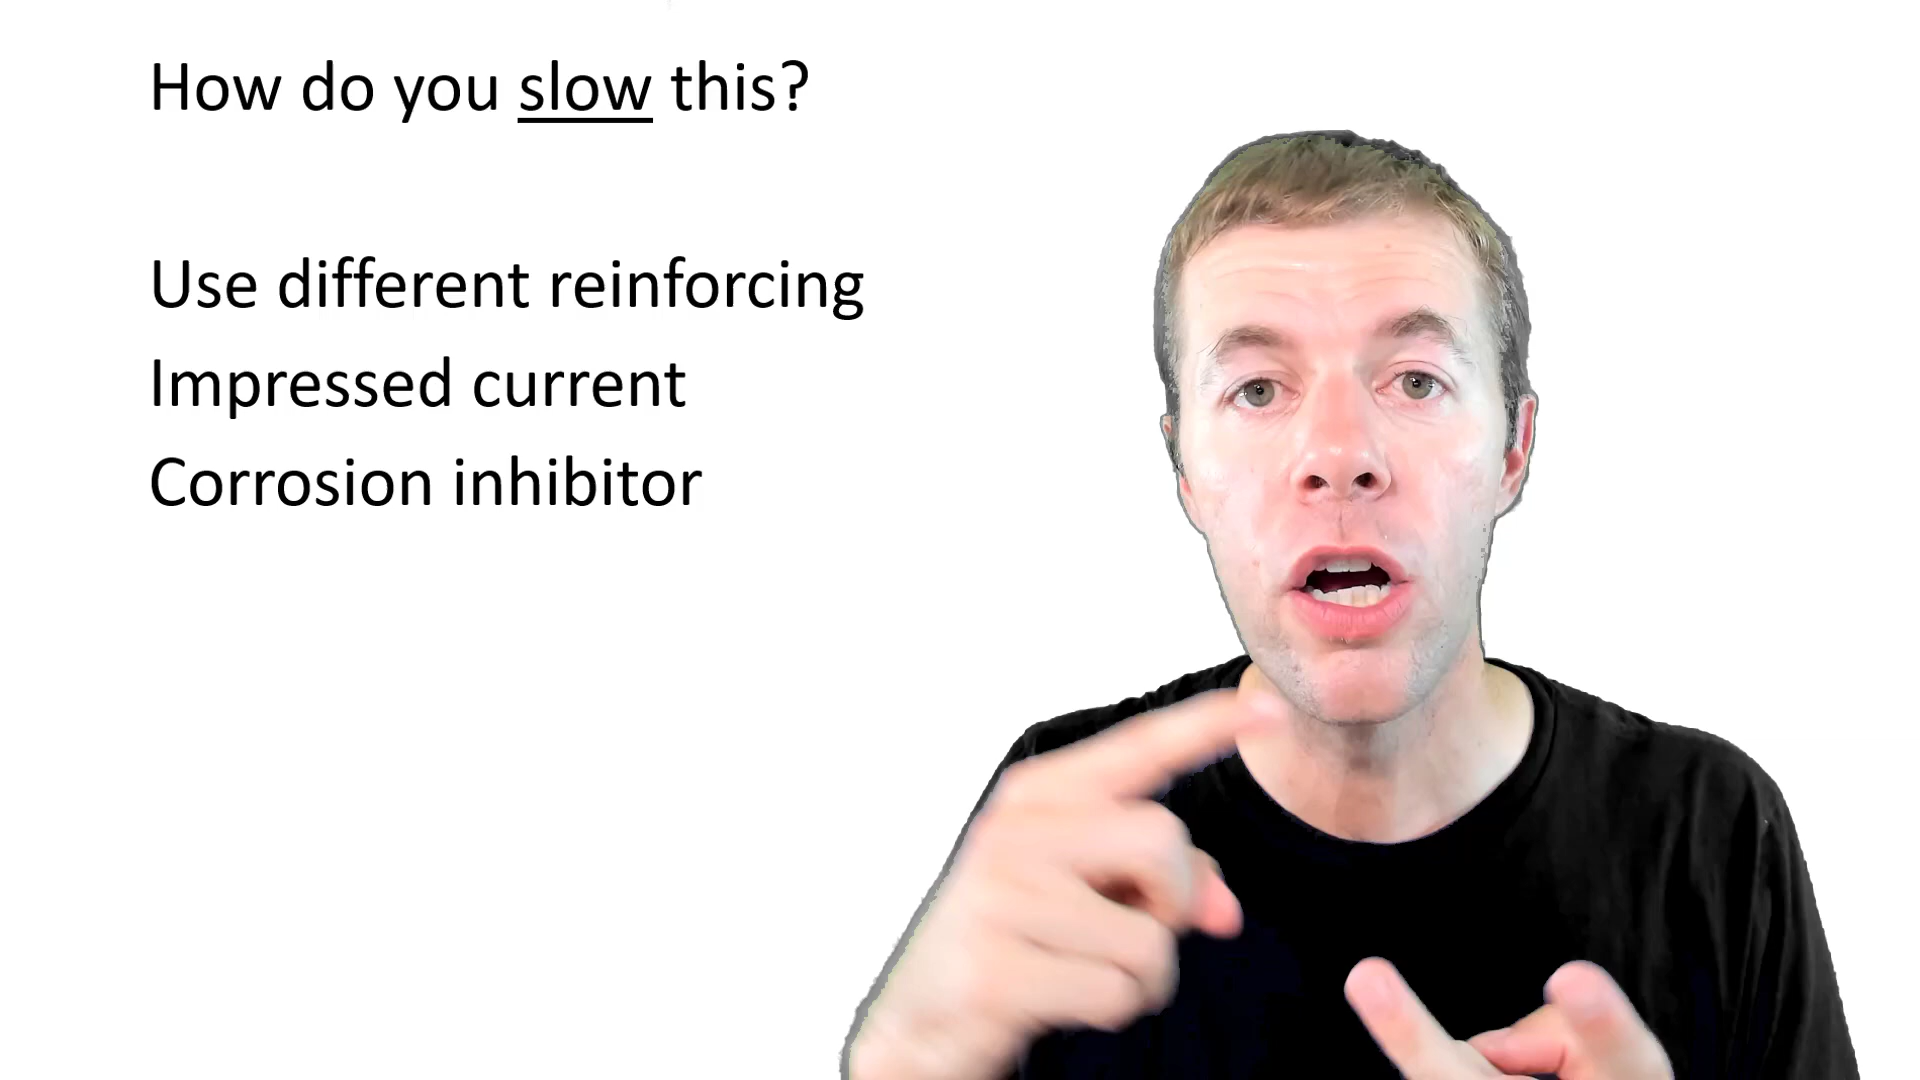 How do you slow this?
Use different reinforcing
Impressed current
Corrosion inhibitor